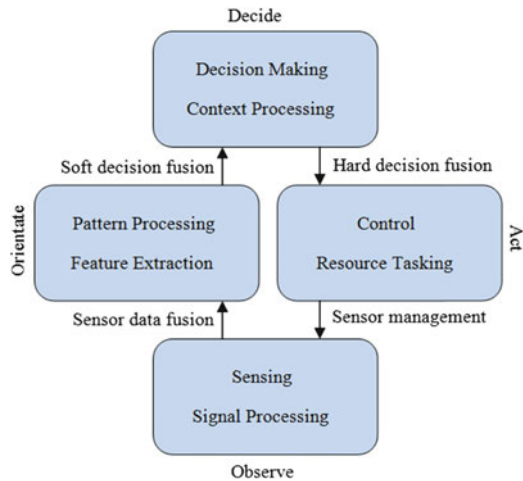 Decide
Decision Making
Context Processing
Soft decision fusion
Hard decision fusion
Orientate
Pattern Processing
Feature Extraction
Control
Resource Tasking
Act
Sensor data fusion
Sensor management
Sensing
Signal Processing
Observe